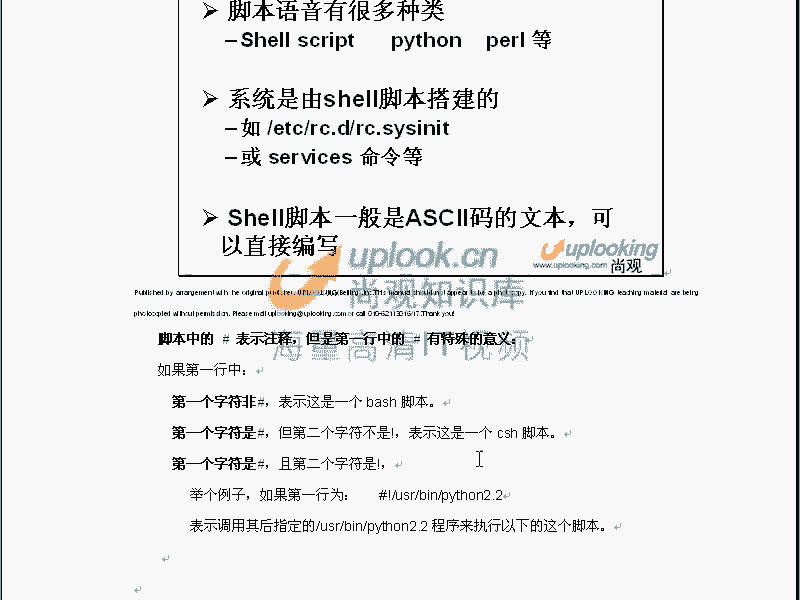 ➢ 脚本语音有很多种类
–Shell script python perl 等
➢ 系统是由shell脚本搭建的
–如 /etc/rc.d/rc.sysinit
–或 services 命令等
➢ Shell脚本一般是ASCII码的文本，可
以直接编写
uplook.cn
uplooking
www.uplooking.com 尚观
尚观知识库
Published by arrangement with the original publisher, UPLOOKING Beijing If you find that UPLOOKING teaching material are being
photocopied without permission. Please mail uplooking@uplooking.com or call Thank you!
脚本中的 # 表示注释，但是第一行中的 # 有特殊的意义。
海量高清IT视频
如果第一行中：
第一个字符非#，表示这是一个 bash 脚本。
第一个字符是#，但第二个字符不是!，表示这是一个 csh 脚本。
第一个字符是#，且第二个字符是!，
举个例子，如果第一行为： #!/usr/bin/python2.2
表示调用其后指定的/usr/bin/python2.2 程序来执行以下的这个脚本。